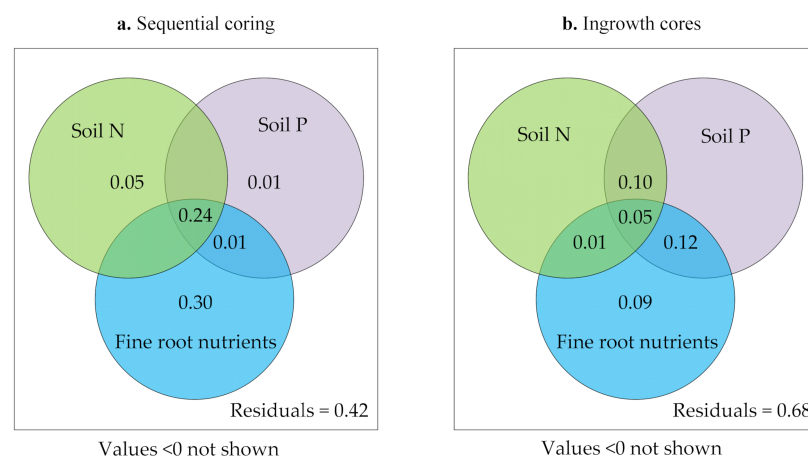 a. Sequential coring
Soil N
Soil P
0.05
0.01
0.24
0.01
0.30
Fine root nutrients
Residuals = 0.42
Values <0 not shown
b. Ingrowth cores
Soil N
Soil P
0.10
0.05
0.01
0.12
0.09
Fine root nutrients
Residuals = 0.68
Values <0 not shown